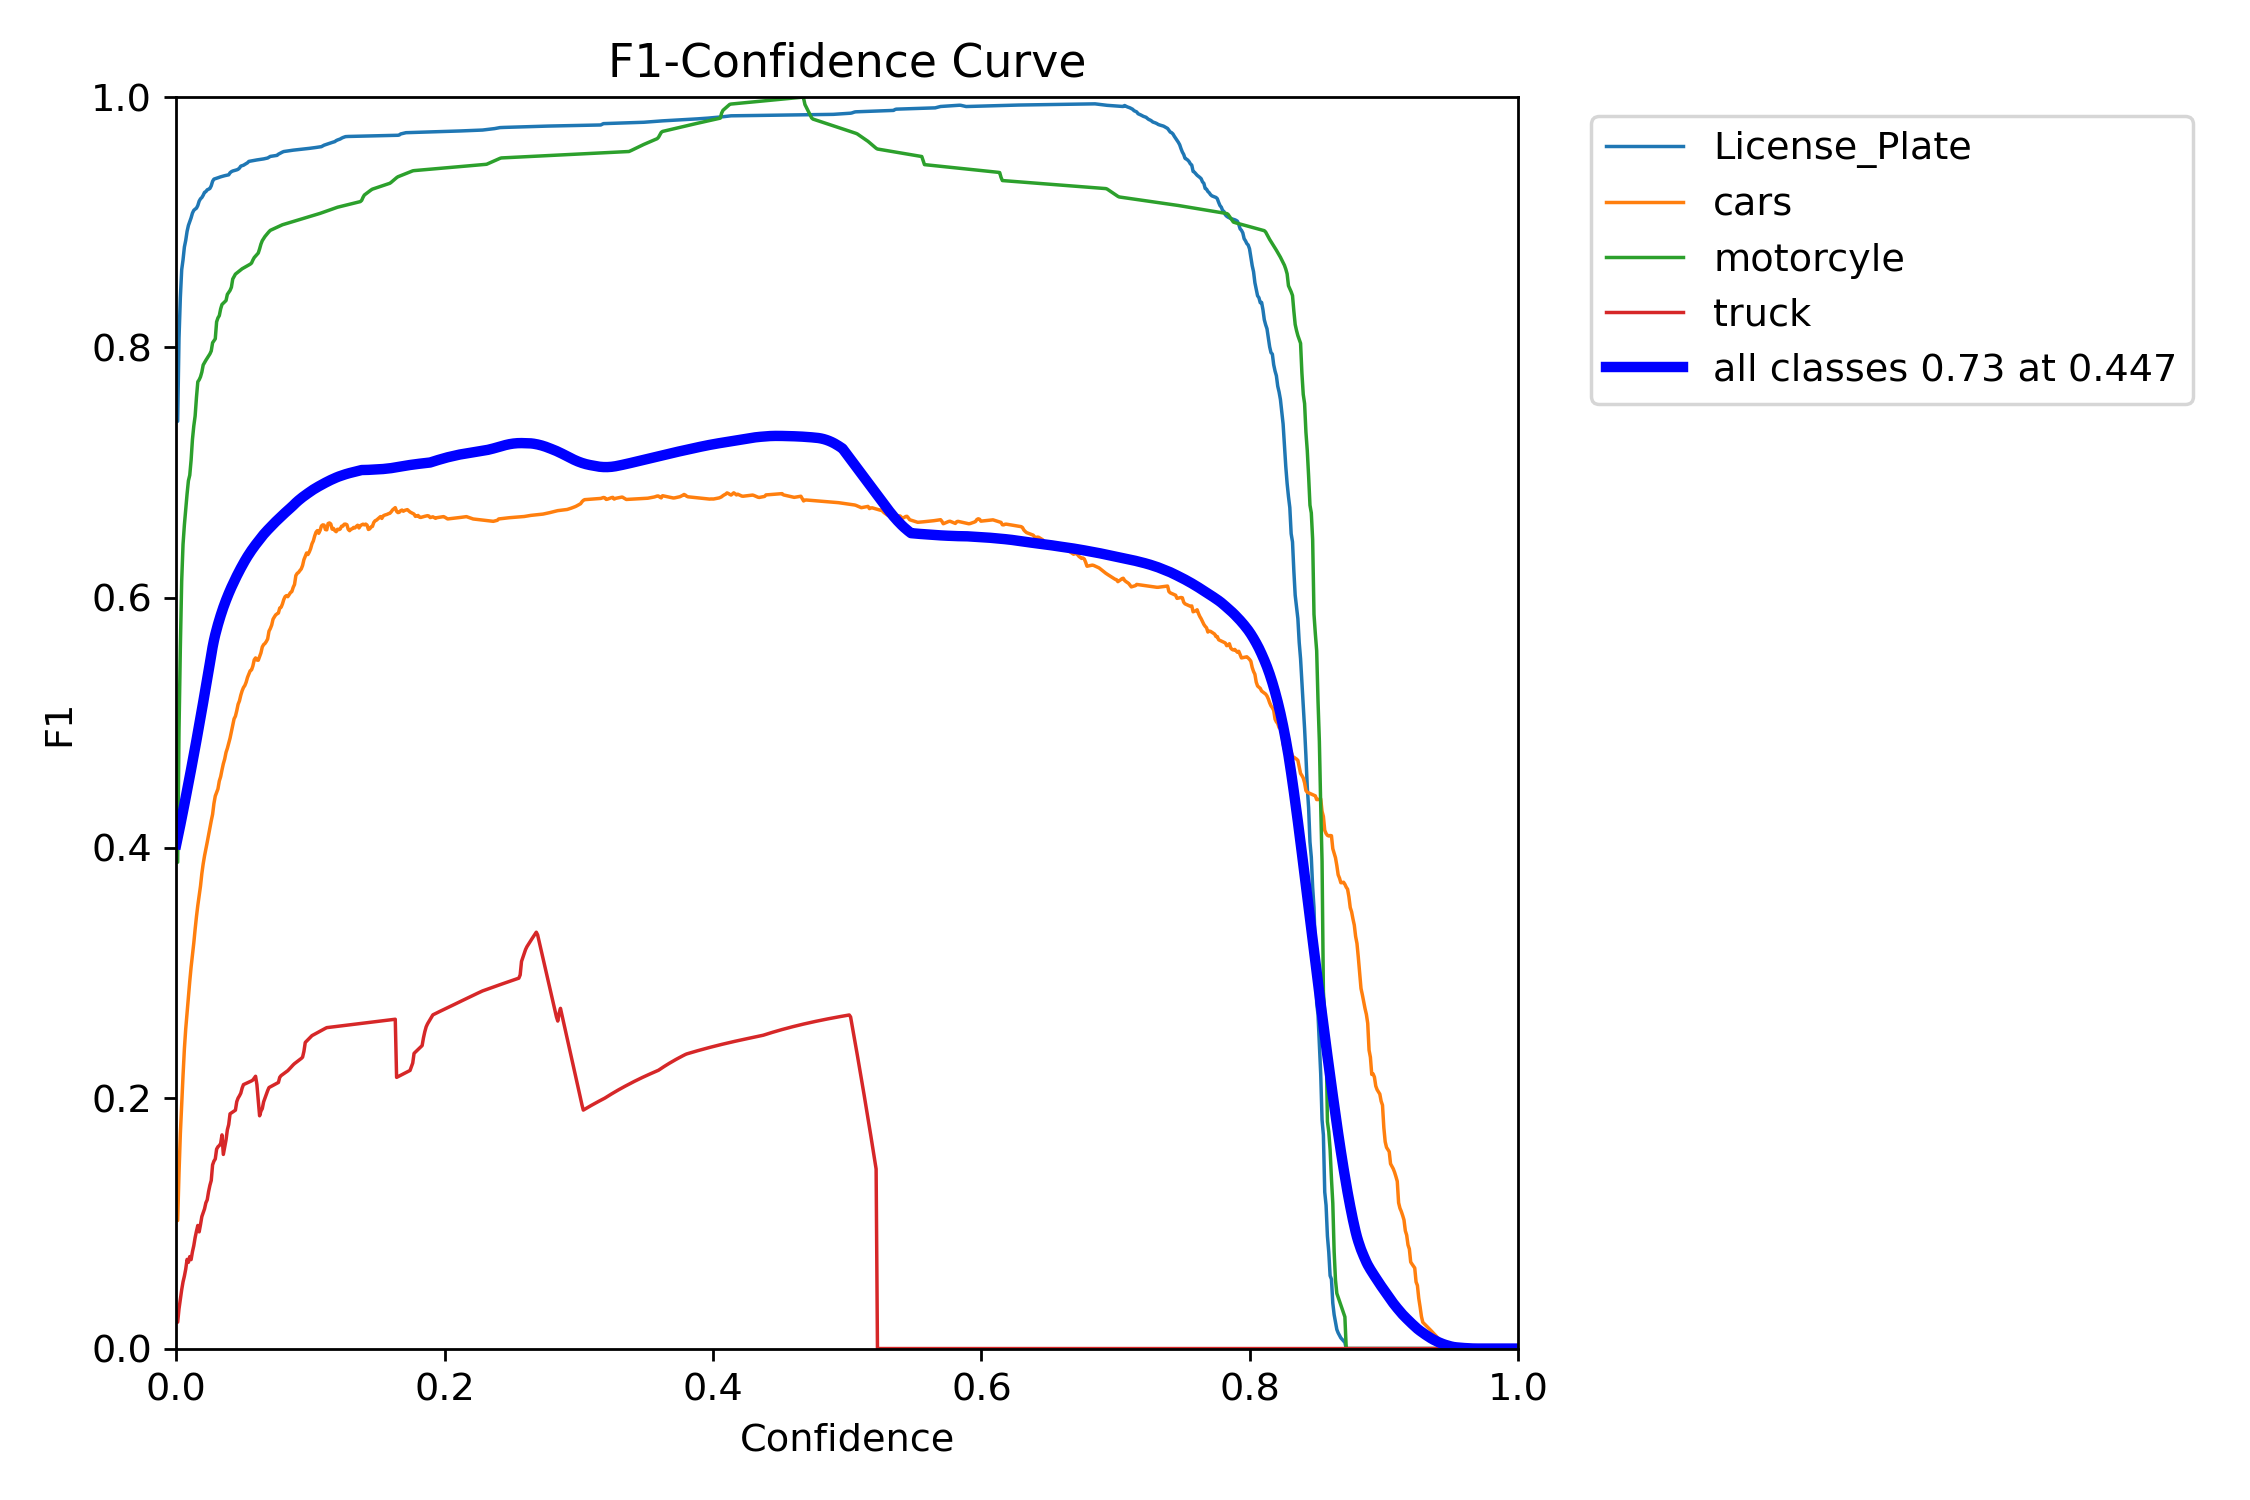 F1-Confidence Curve
1.0
0.8
0.6
0.4
0.2
0.0
F1
0.0 0.2 0.4 0.6 0.8 1.0
Confidence
License_Plate
cars
motorcyle
truck
all classes 0.73 at 0.447